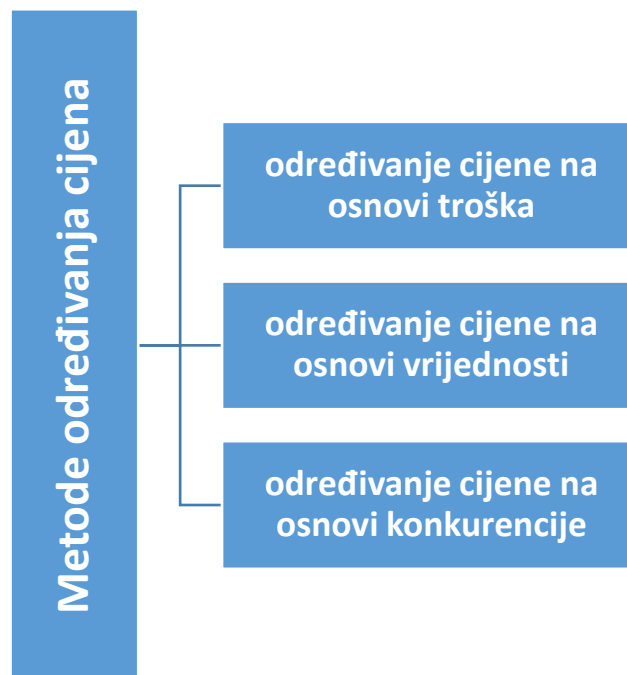 Metode određivanja cijena
određivanje cijene na
osnovi troška
određivanje cijene na
osnovi vrijednosti
određivanje cijene na
osnovi konkurencije